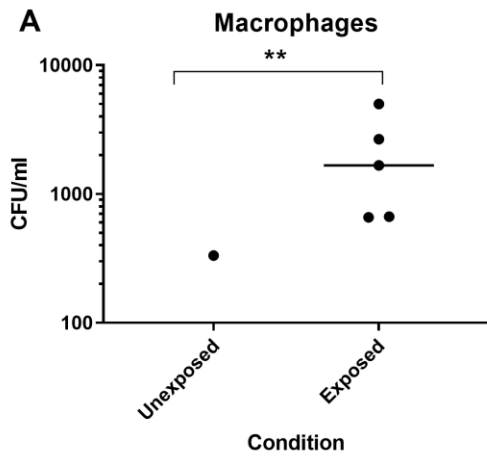 A
Macrophages
**
10000
1000
100
CFU/ml
Unexposed
Exposed
Condition